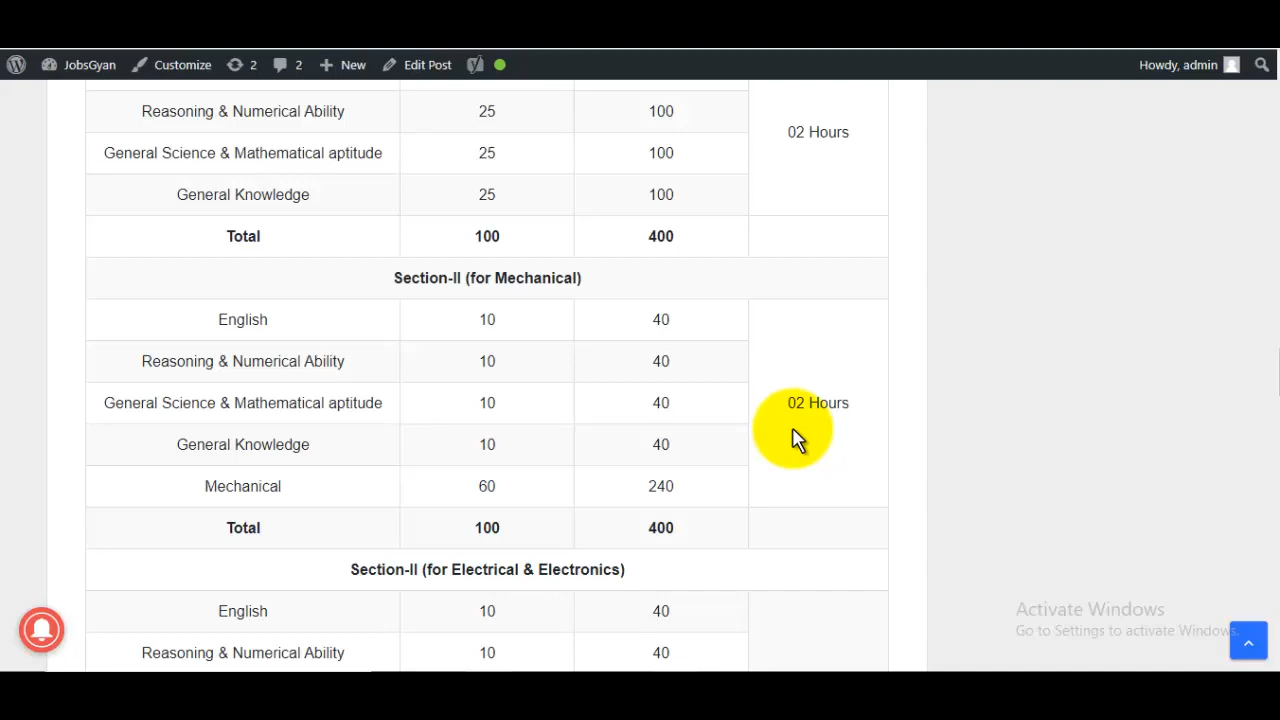 JobsGyan Customize 2 2 New Edit Post Howdy, admin
Reasoning & Numerical Ability 25 100
02 Hours
General Science & Mathematical aptitude 25 100
General Knowledge 25 100
Total 100 400
Section-II (for Mechanical)
English 10 40
Reasoning & Numerical Ability 10 40
General Science & Mathematical aptitude 10 40 02 Hours
General Knowledge 10 40
Mechanical 60 240
Total 100 400
Section-II (for Electrical & Electronics)
English 10 40
Reasoning & Numerical Ability 10 40
Activate Windows
Go to Settings to activate Windows.